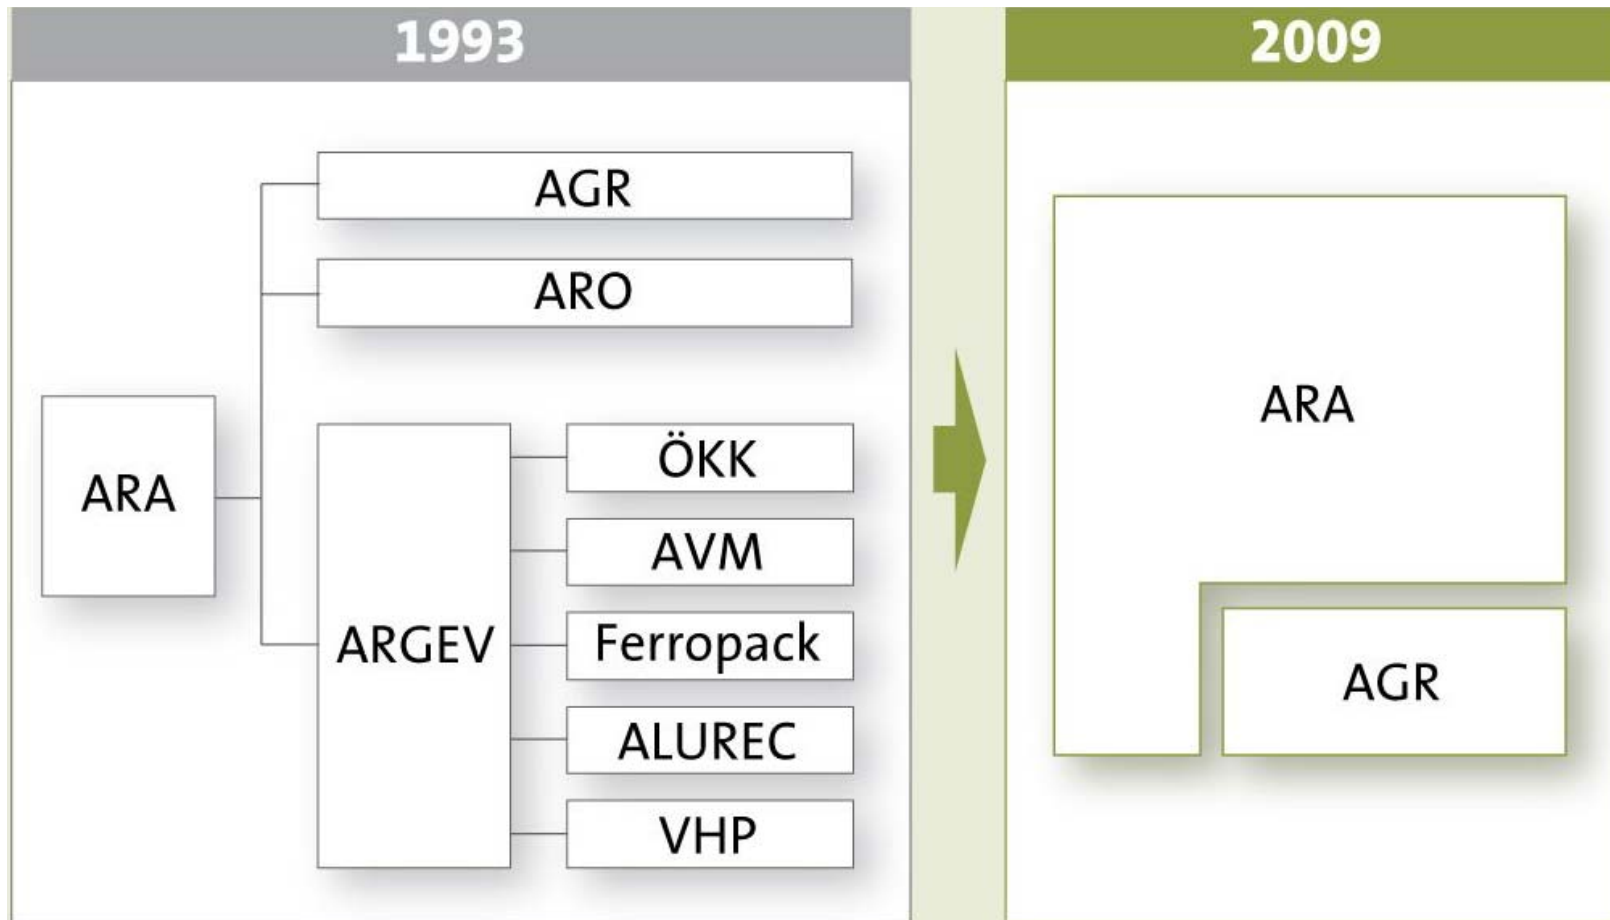 1993
AGR
ARO
ARA
ARGEV
ÖKK
AVM
Ferropack
ALUREC
VHP
2009
ARA
AGR